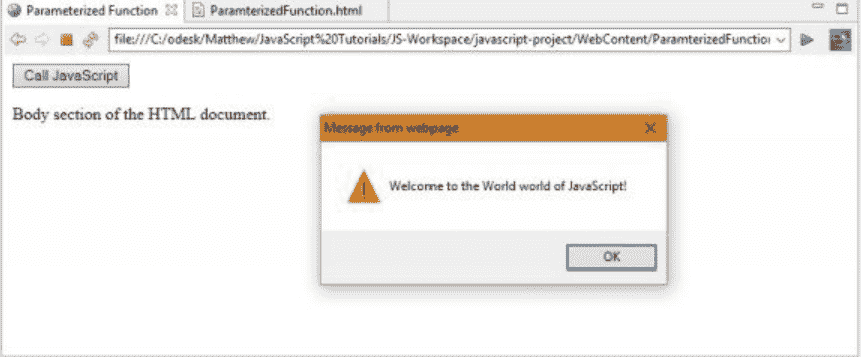 Parameterized Function ParamterizedFunction.html
file:///C:/odesk/Matthew/JavaScript%20Tutorials/JS-Workspace/javascript-project/WebContent/ParamterizedFunction
Call JavaScript
Body section of the HTML document.
Message from webpage
Welcome to the World world of JavaScript!
OK